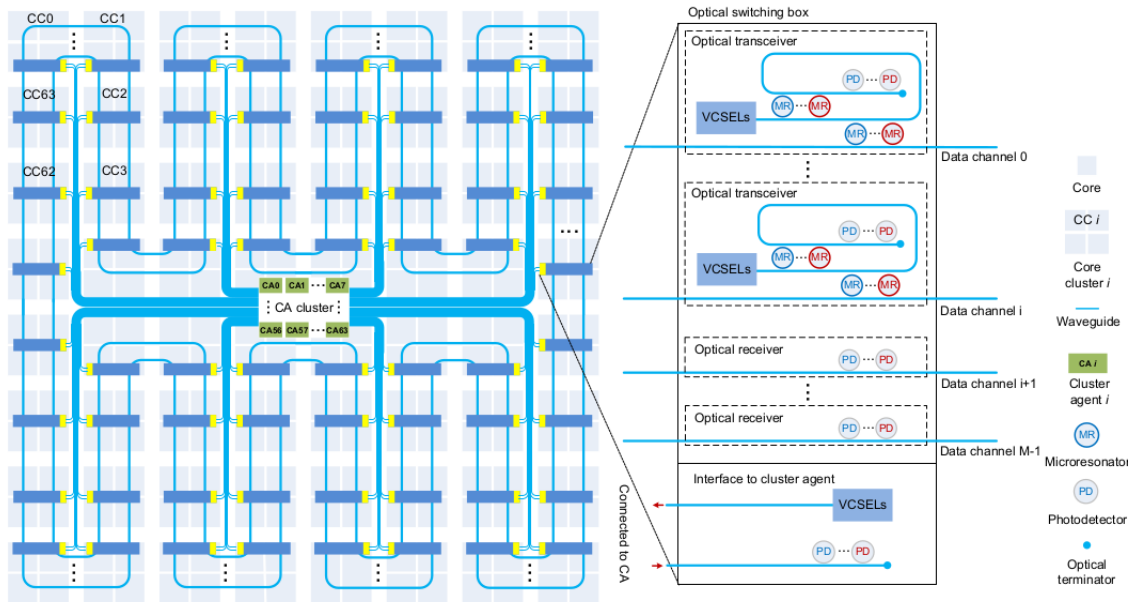 CC0 CC1
CC63 CC2
CC62 CC3
CA0 CA1 ··· CA7
CA cluster
CA56 CA57 ··· CA63
Connected to CA
Optical switching box
Optical transceiver
PD ··· PD
VCSELs
MR ··· MR
MR ··· MR
Data channel 0
Optical transceiver
PD ··· PD
VCSELs
MR ··· MR
MR ··· MR
Data channel i
Optical receiver
PD ··· PD
Data channel i+1
Optical receiver
PD ··· PD
Data channel M-1
Interface to cluster agent
VCSELs
PD ··· PD
Core
CC i
Core
cluster i
Waveguide
CA i
Cluster
agent i
MR
Microresonator
PD
Photodetector
Optical
terminator